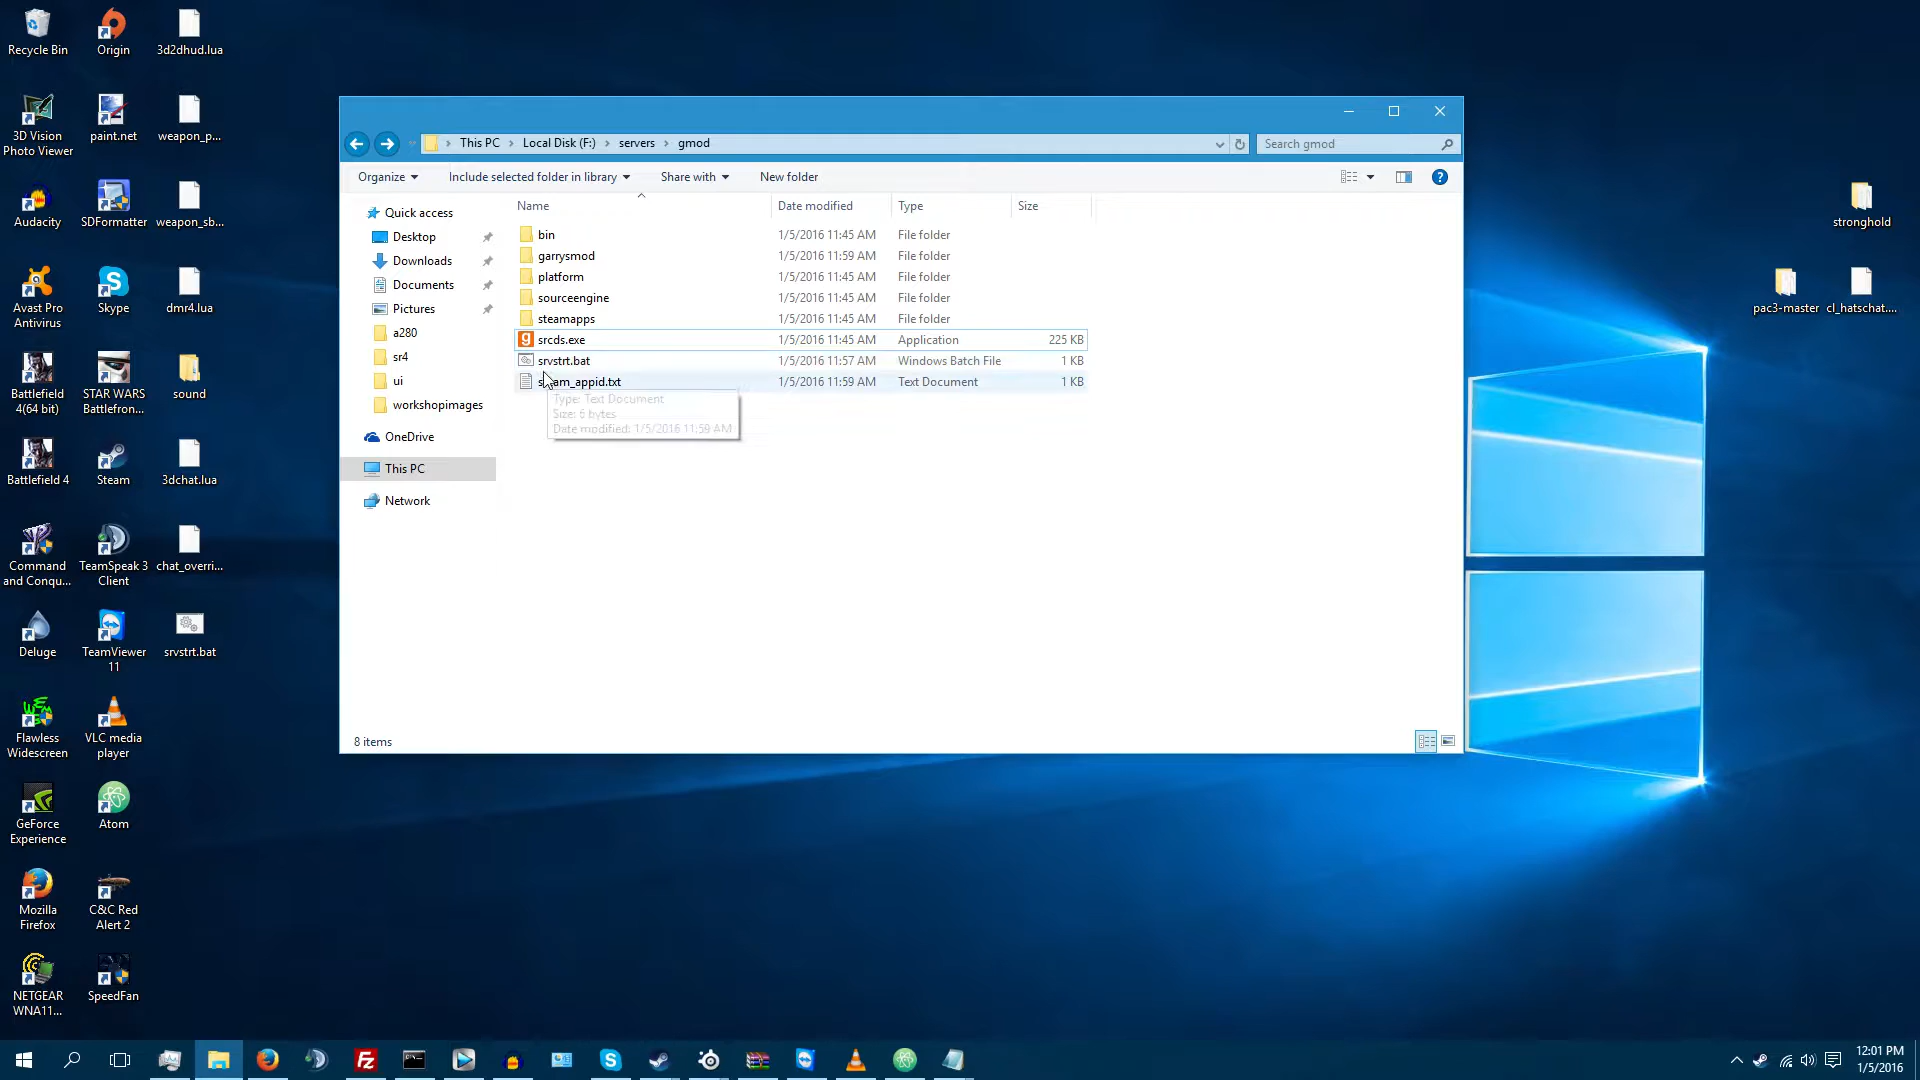 Recycle Bin
Origin
3d2dhud.lua
3D Vision
Photo Viewer
paint.net
weapon_p...
Audacity
SDFormatter
weapon_sb...
Avast Pro
Antivirus
Skype
dmr4.lua
Battlefield
4(64 bit)
STAR WARS
Battlefron...
sound
Battlefield 4
Steam
3dchat.lua
Command
and Conqu...
TeamSpeak 3
Client
chat_overri...
Deluge
TeamViewer
11
srvstrt.bat
Flawless
Widescreen
VLC media
player
GeForce
Experience
Atom
Mozilla
Firefox
C&C Red
Alert 2
NETGEAR
WNA11...
SpeedFan
This PC
Local Disk (F:)
servers
gmod
Search gmod
Organize
Include selected folder in library
Share with
New folder
Quick access
Desktop
Downloads
Documents
Pictures
a280
sr4
ui
workshopimages
OneDrive
This PC
Network
Name Date modified Type Size
bin 1/5/2016 11:45 AM File folder
garrysmod 1/5/2016 11:59 AM File folder
platform 1/5/2016 11:45 AM File folder
sourceengine 1/5/2016 11:45 AM File folder
steamapps 1/5/2016 11:45 AM File folder
srcds.exe 1/5/2016 11:45 AM Application 225 KB
srvstrt.bat 1/5/2016 11:57 AM Windows Batch File 1 KB
steam_appid.txt 1/5/2016 11:59 AM Text Document 1 KB
Type: Text Document
Size: 6 bytes
Date modified: 1/5/2016 11:59 AM
8 items
stronghold
pac3-master
cl_hatschat....
12:01 PM
1/5/2016